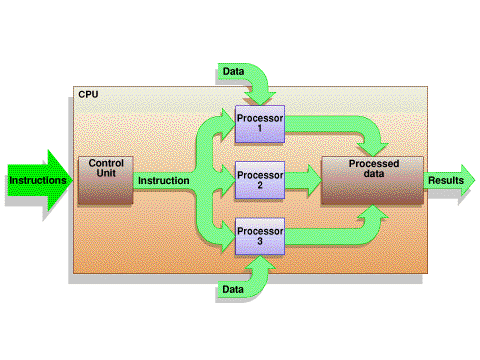 Data
CPU
Processor
1
Control
Unit
Processed
data
Instructions
Instruction
Processor
2
Results
Processor
3
Data